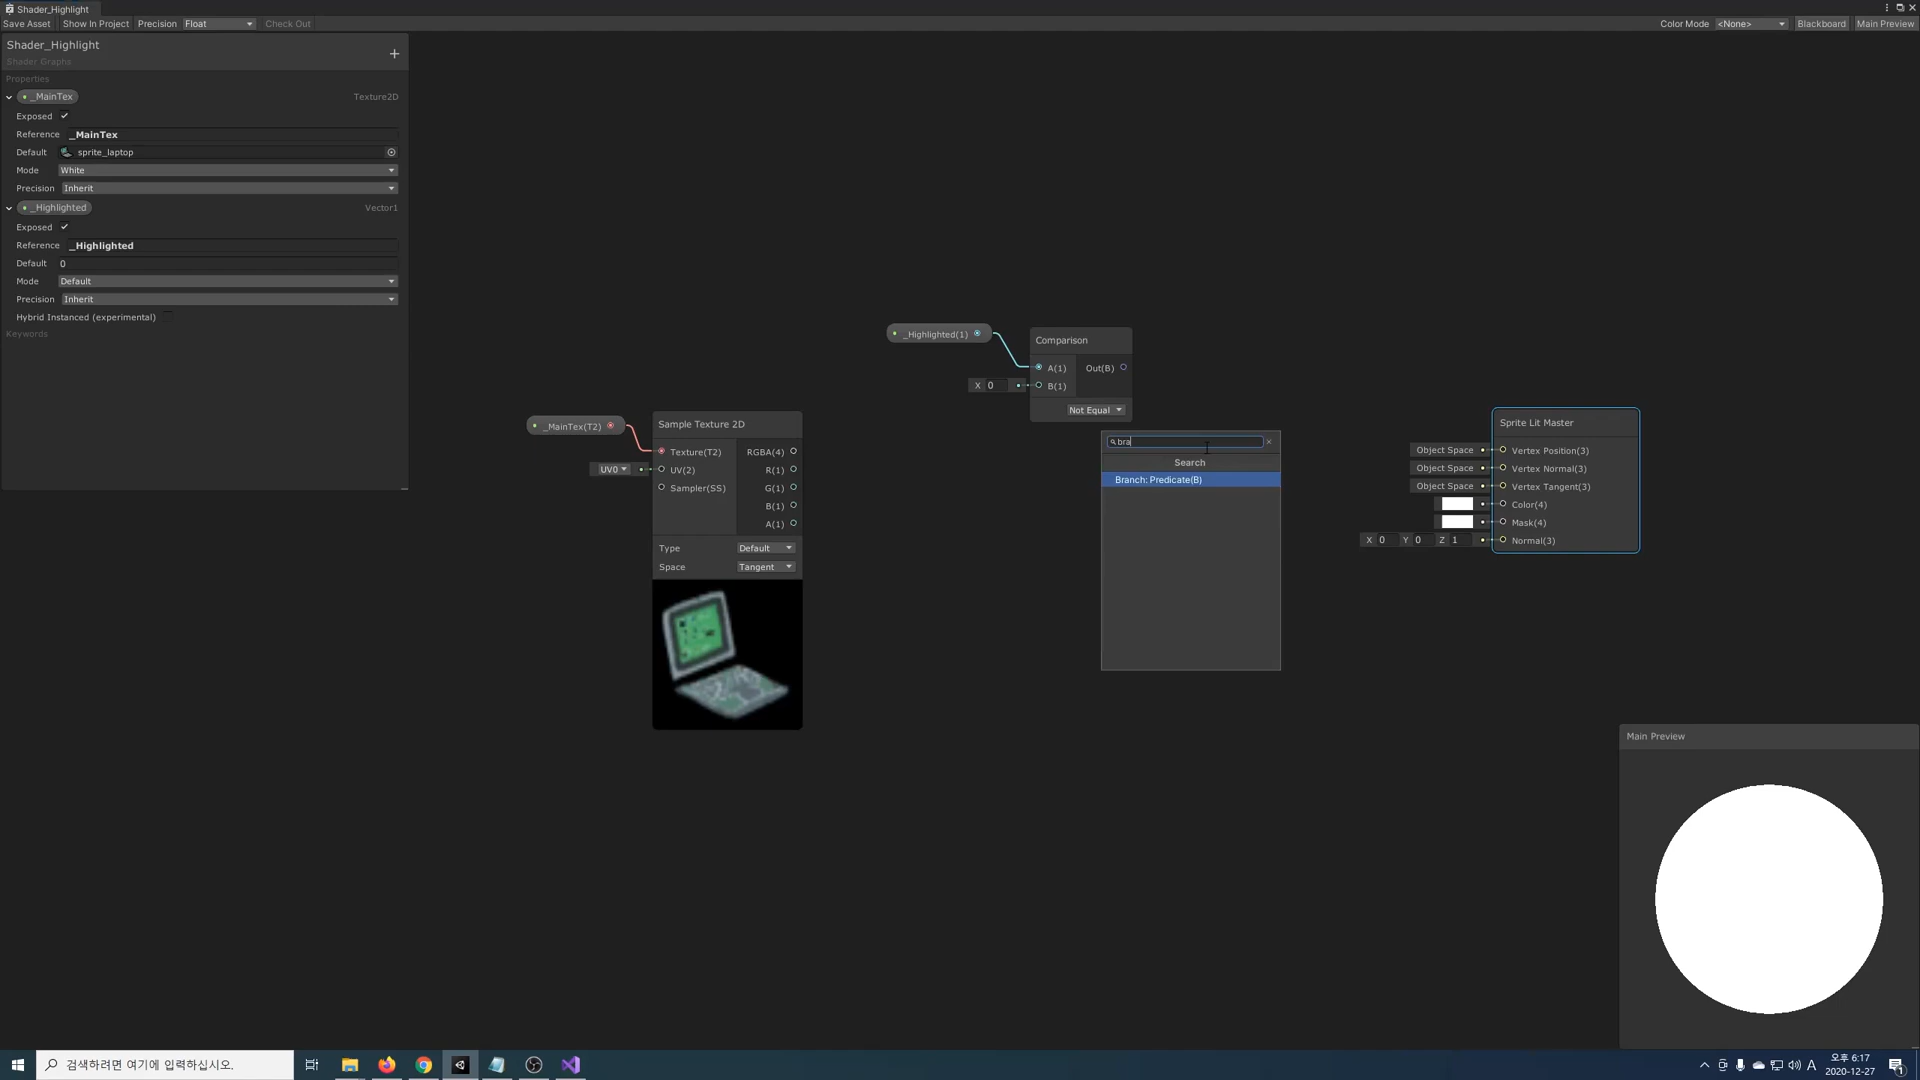 Shader_Highlight
Save Asset Show In Project Precision Float Check Out Color Mode <None> Blackboard Main Preview
Shader_Highlight
Shader Graphs
Properties
_MainTex Texture2D
Exposed
Reference _MainTex
Default sprite_laptop
Mode White
Precision Inherit
_Highlighted Vector1
Exposed
Reference _Highlighted
Default 0
Mode Default
Precision Inherit
Hybrid Instanced (experimental)
Keywords
_Highlighted(1)
Comparison
A(1) Out(B)
X 0 B(1)
Not Equal
_MainTex(T2)
Sample Texture 2D
Texture(T2) RGBA(4)
UV0 UV(2) R(1)
Sampler(SS) G(1)
B(1)
A(1)
Type Default
Space Tangent
bra
Search
Branch: Predicate(B)
Sprite Lit Master
Object Space Vertex Position(3)
Object Space Vertex Normal(3)
Object Space Vertex Tangent(3)
Color(4)
Mask(4)
X 0 Y 0 Z 1 Normal(3)
Main Preview
검색하려면 여기에 입력하십시오.
A 오후 6:17
2020-12-27
1